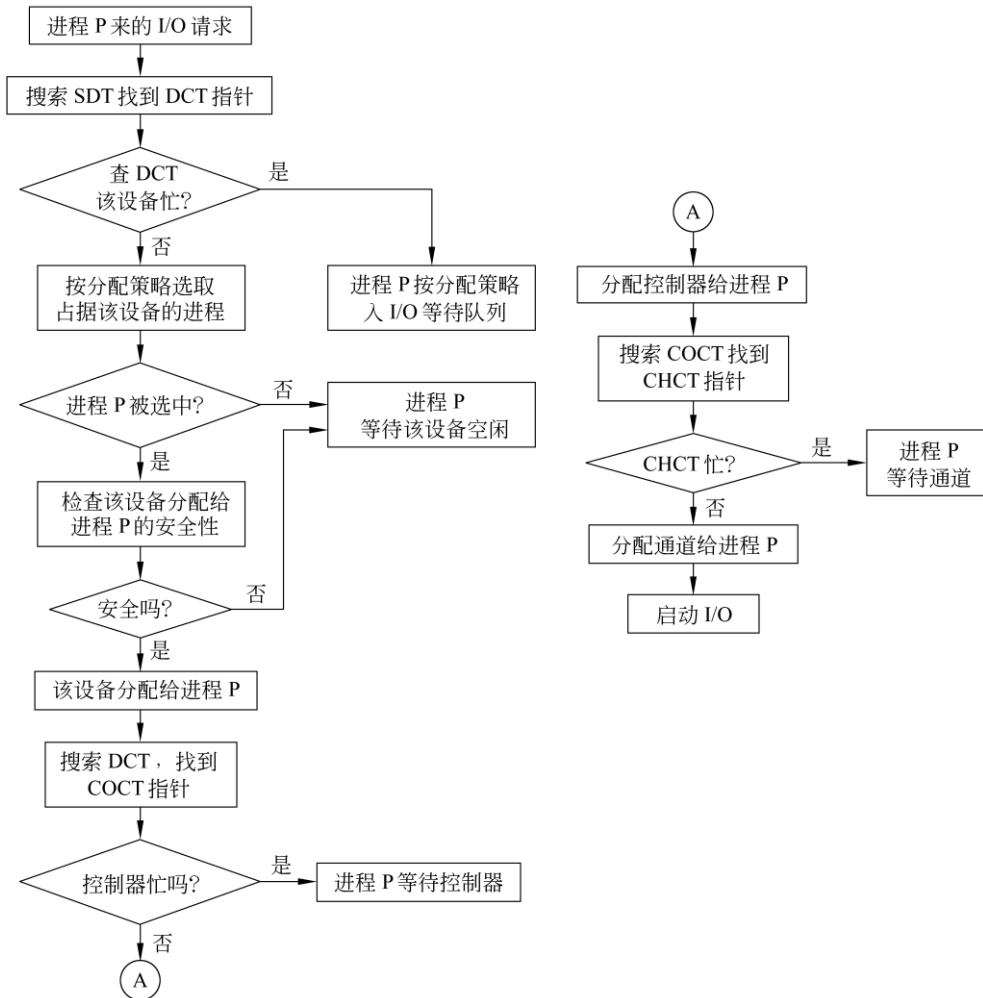 进程 P 来的 I/O 请求
搜索 SDT 找到 DCT 指针
查 DCT
该设备忙?
是
否
按分配策略选取
占据该设备的进程
进程 P 按分配策略
入 I/O 等待队列
进程 P 被选中?
否
进程 P
等待该设备空闲
是
检查该设备分配给
进程 P 的安全性
安全吗?
否
是
该设备分配给进程 P
搜索 DCT，找到
COCT 指针
控制器忙吗?
是
进程 P 等待控制器
否
A
A
分配控制器给进程 P
搜索 COCT 找到
CHCT 指针
CHCT 忙?
是
进程 P
等待通道
否
分配通道给进程 P
启动 I/O